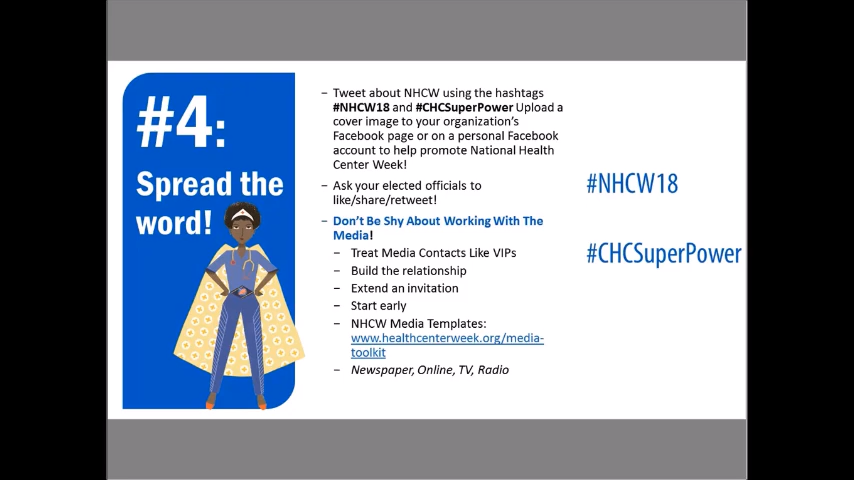 #4:
Spread the
word!
– Tweet about NHCW using the hashtags
#NHCW18 and #CHCSuperPower Upload a
cover image to your organization's
Facebook page or on a personal Facebook
account to help promote National Health
Center Week!
– Ask your elected officials to
like/share/retweet!
– Don't Be Shy About Working With The
Media!
– Treat Media Contacts Like VIPs
– Build the relationship
– Extend an invitation
– Start early
– NHCW Media Templates:
www.healthcenterweek.org/media-
toolkit
– Newspaper, Online, TV, Radio
#NHCW18
#CHCSuperPower